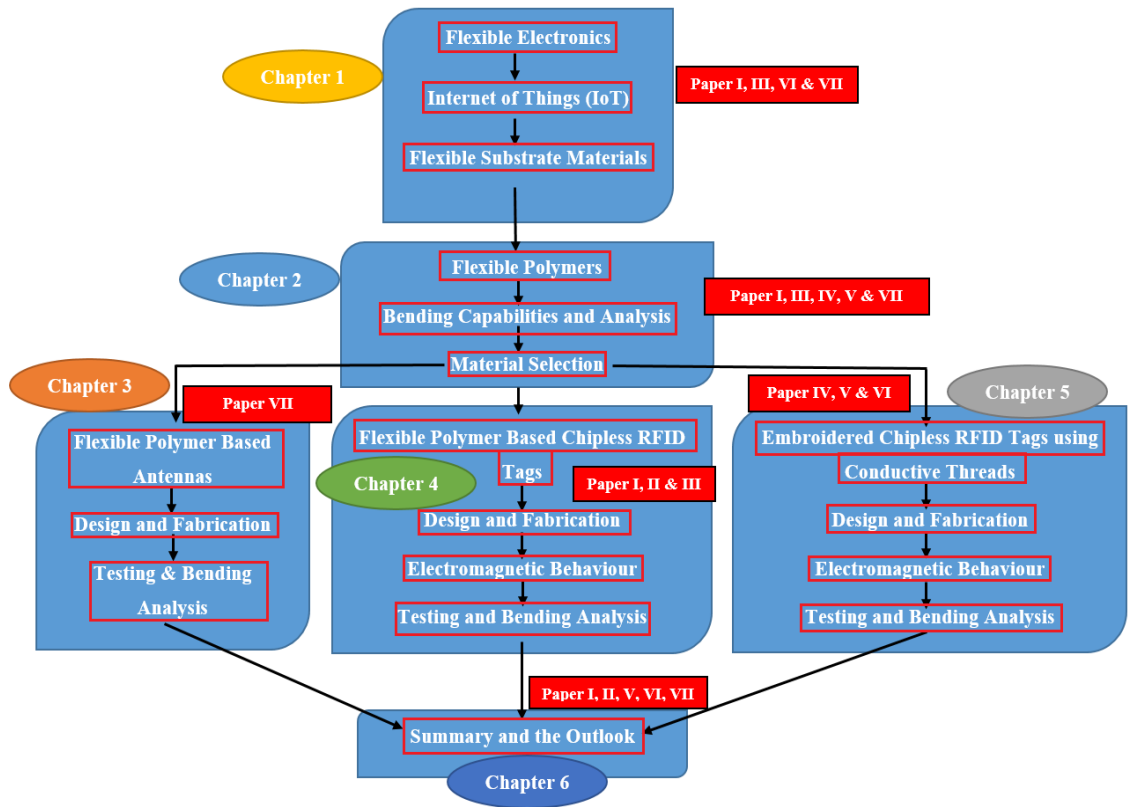 Flexible Electronics
Chapter 1
Paper I, III, VI & VII
Internet of Things (IoT)
Flexible Substrate Materials
Flexible Polymers
Chapter 2
Paper I, III, IV, V & VII
Bending Capabilities and Analysis
Material Selection
Chapter 3
Paper VII
Paper IV, V & VI
Chapter 5
Flexible Polymer Based
Antennas
Design and Fabrication
Testing & Bending
Analysis
Flexible Polymer Based Chipless RFID
Tags
Chapter 4
Paper I, II & III
Design and Fabrication
Electromagnetic Behaviour
Testing and Bending Analysis
Embroidered Chipless RFID Tags using
Conductive Threads
Design and Fabrication
Electromagnetic Behaviour
Testing and Bending Analysis
Paper I, II, V, VI, VII
Summary and the Outlook
Chapter 6